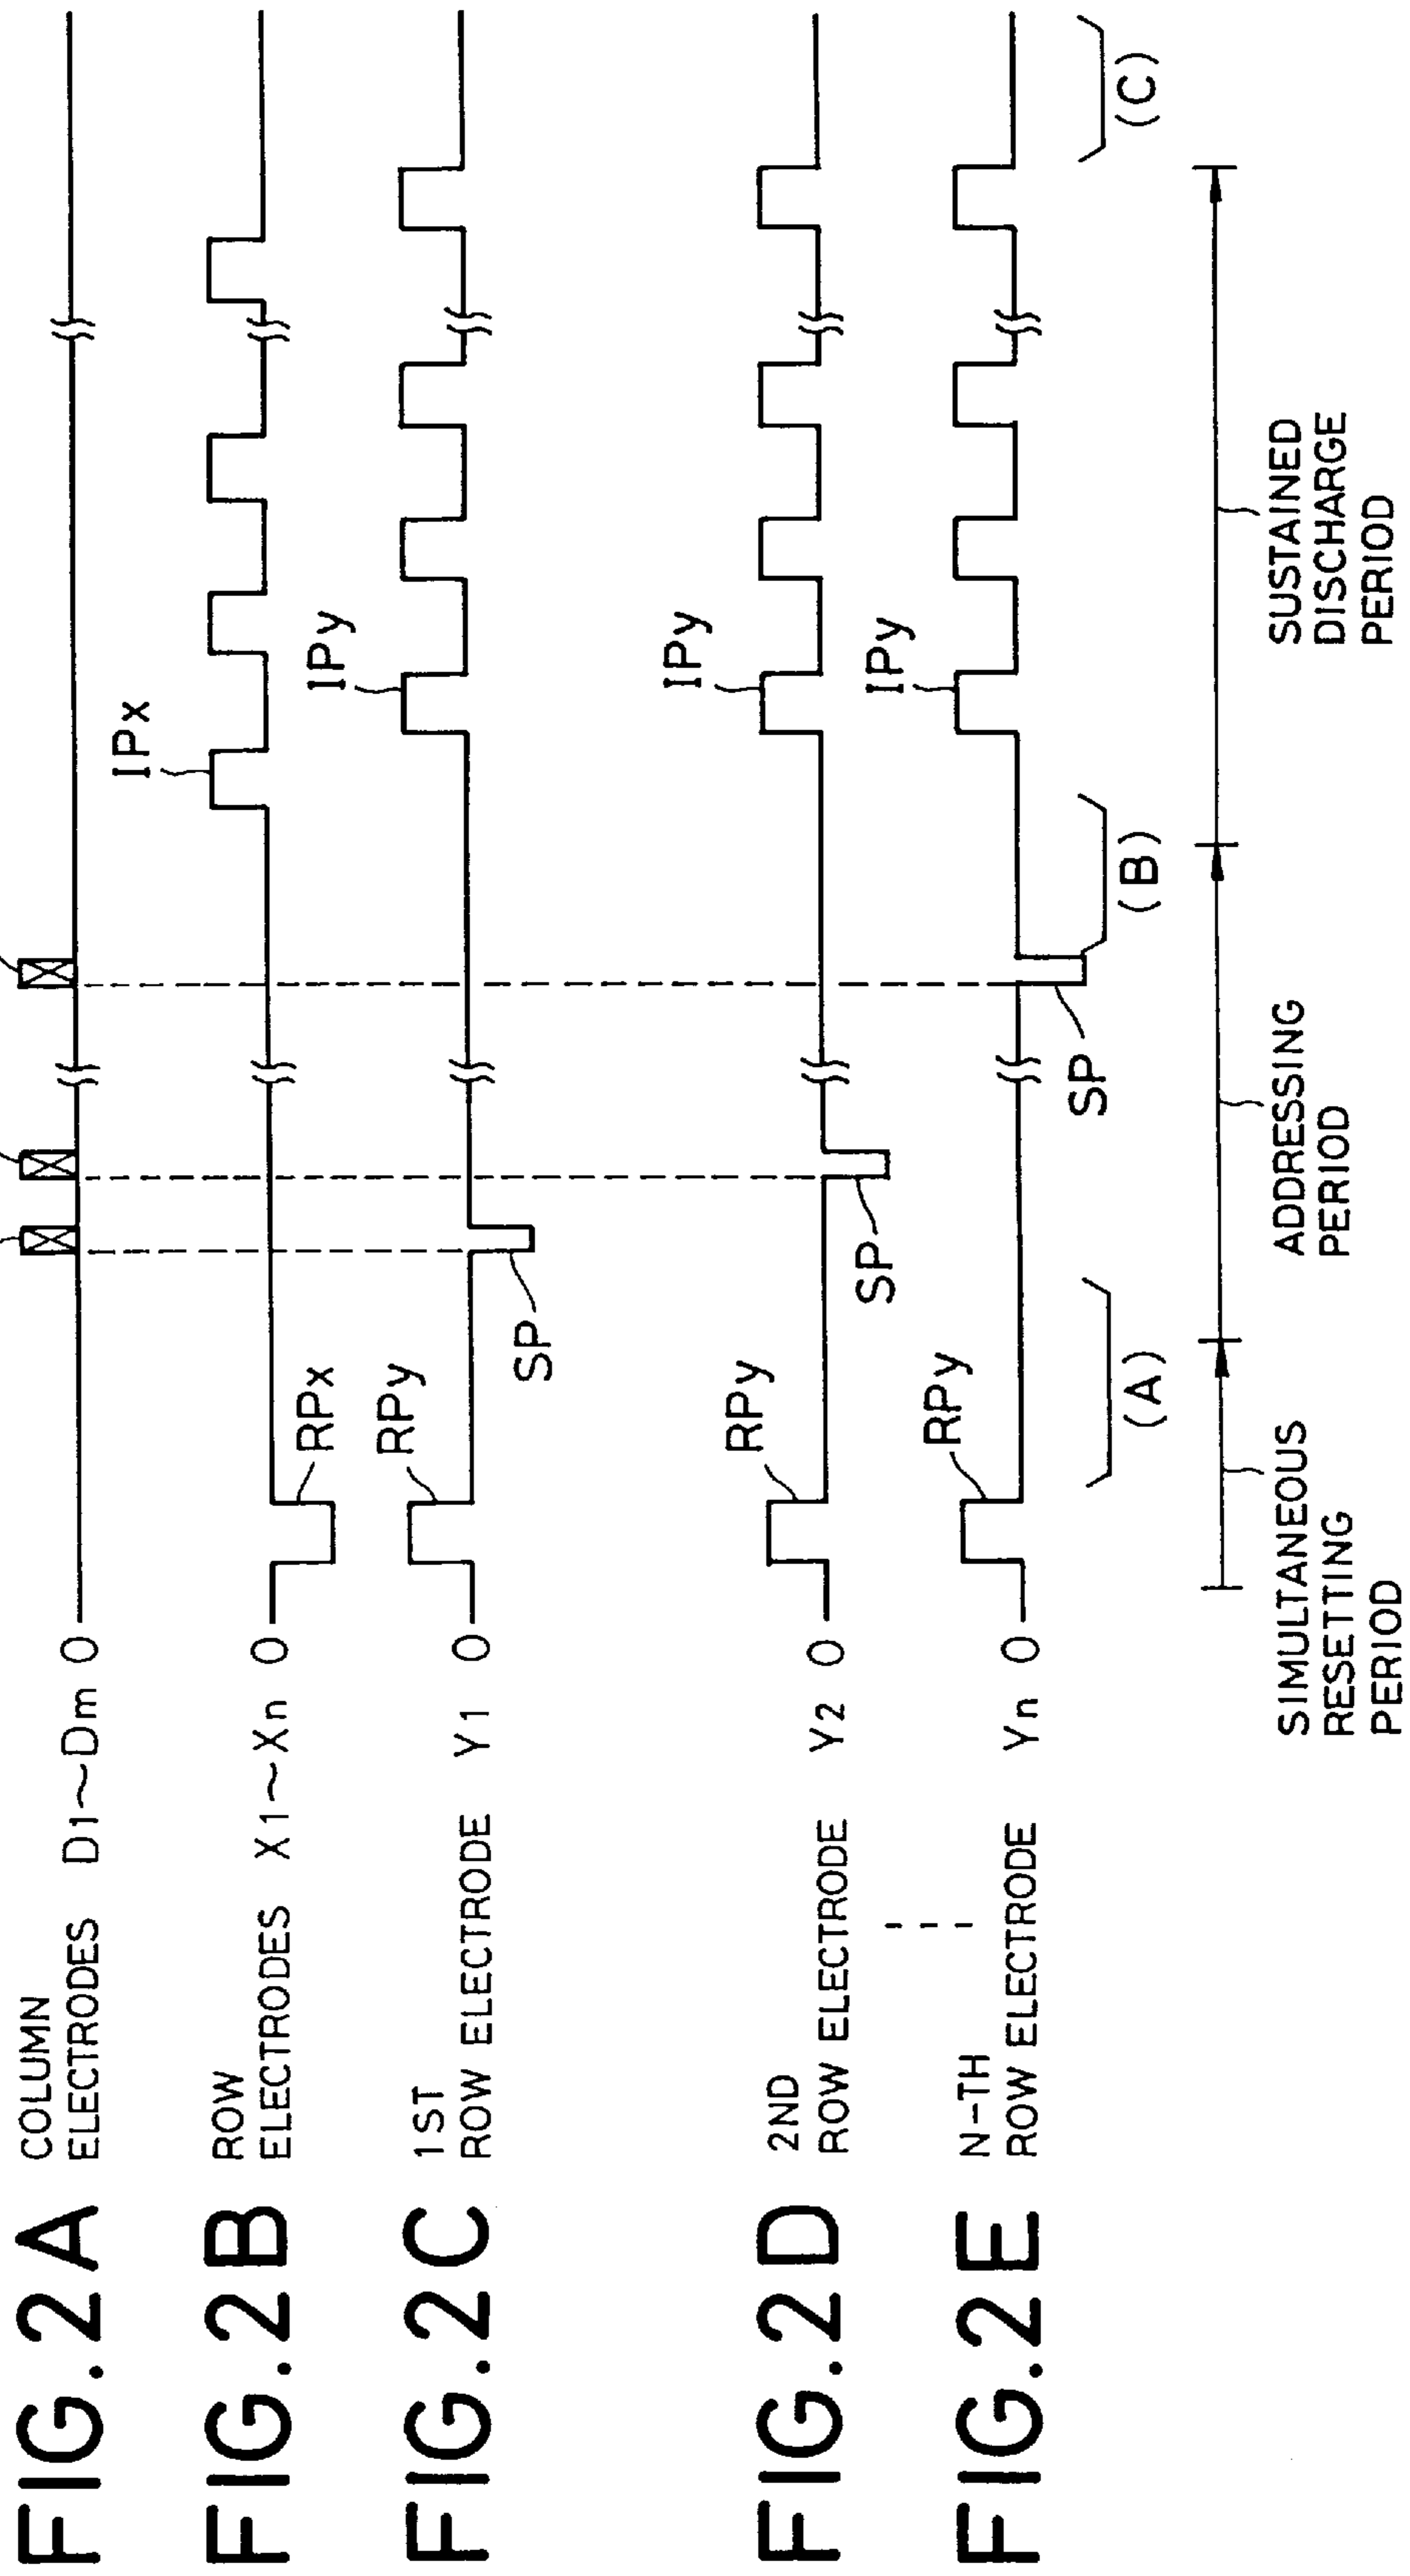 FIG.2A COLUMN
ELECTRODES D1~Dm 0
FIG.2B ROW
ELECTRODES X1~Xn 0
RPx
IPx
FIG.2C 1ST
ROW ELECTRODE Y1 0
RPy
SP
IPy
FIG.2D 2ND
ROW ELECTRODE Y2 0
RPy
SP
IPy
FIG.2E N-TH
ROW ELECTRODE Yn 0
RPy
SP
IPy
(A)
(B)
(C)
SIMULTANEOUS
RESETTING
PERIOD
ADDRESSING
PERIOD
SUSTAINED
DISCHARGE
PERIOD